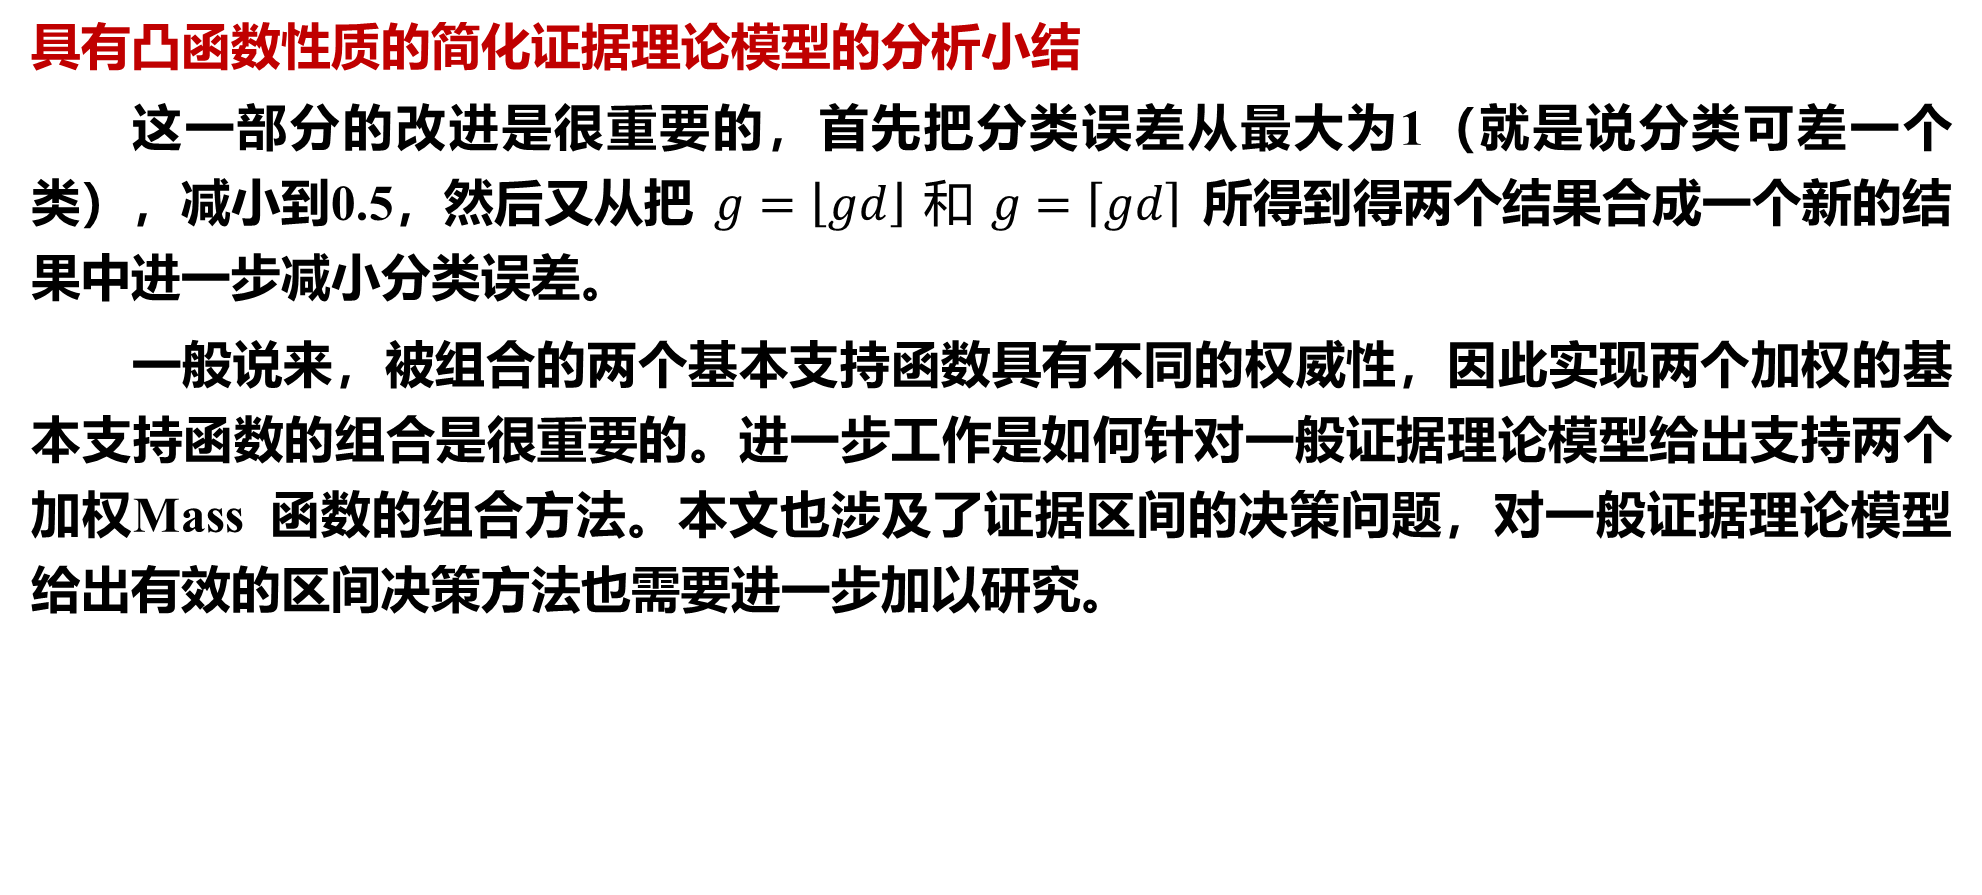 具有凸函数性质的简化证据理论模型的分析小结
这一部分的改进是很重要的，首先把分类误差从最大为1（就是说分类可差一个
类），减小到0.5，然后又从把 g = ⌊gd⌋ 和 g = ⌈gd⌉ 所得到得两个结果合成一个新的结
果中进一步减小分类误差。
一般说来，被组合的两个基本支持函数具有不同的权威性，因此实现两个加权的基
本支持函数的组合是很重要的。进一步工作是如何针对一般证据理论模型给出支持两个
加权Mass 函数的组合方法。本文也涉及了证据区间的决策问题，对一般证据理论模型
给出有效的区间决策方法也需要进一步加以研究。